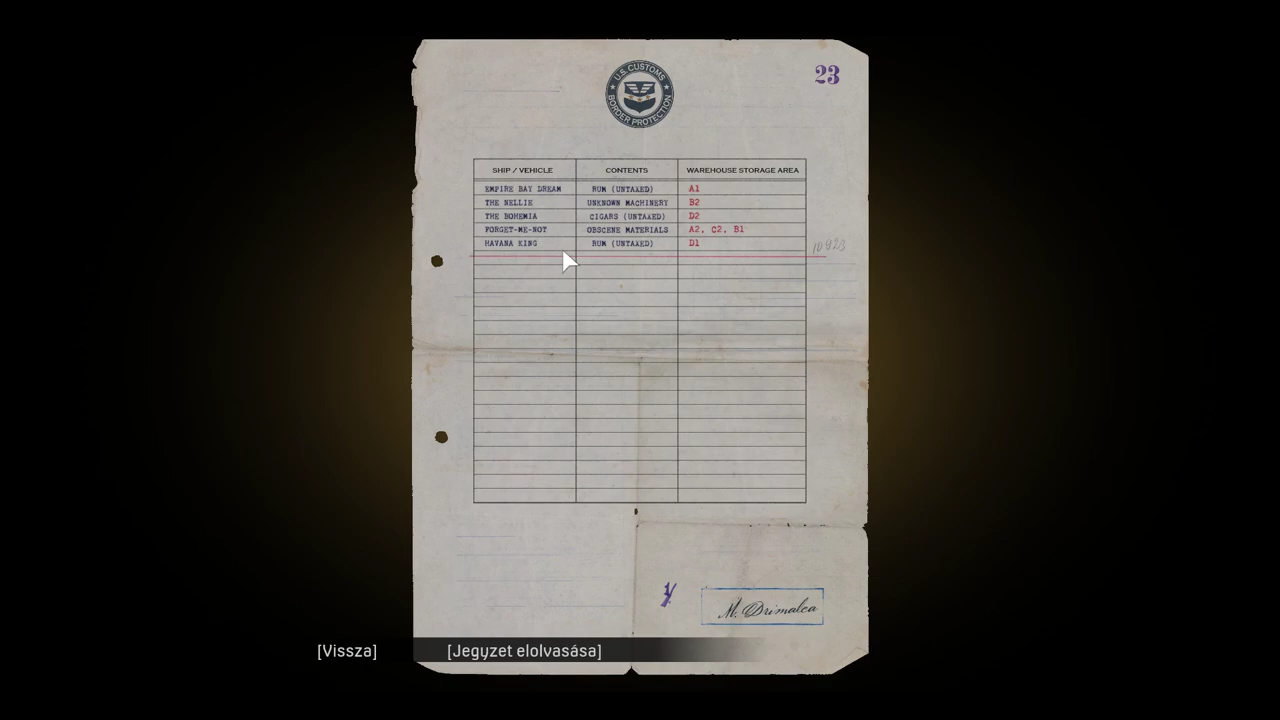 U.S. CUSTOMS
BORDER PROTECTION
23
SHIP / VEHICLE CONTENTS WAREHOUSE STORAGE AREA
EMPIRE BAY DREAM RUM (UNTAXED) A1
THE NELLIE UNKNOWN MACHINERY B2
THE BOHEMIA CIGARS (UNTAXED) D2
FORGET-ME-NOT OBSCENE MATERIALS A2, C2, B1
HAVANA KING RUM (UNTAXED) D1
M. Drimalca
[Vissza] [Jegyzet elolvasása]